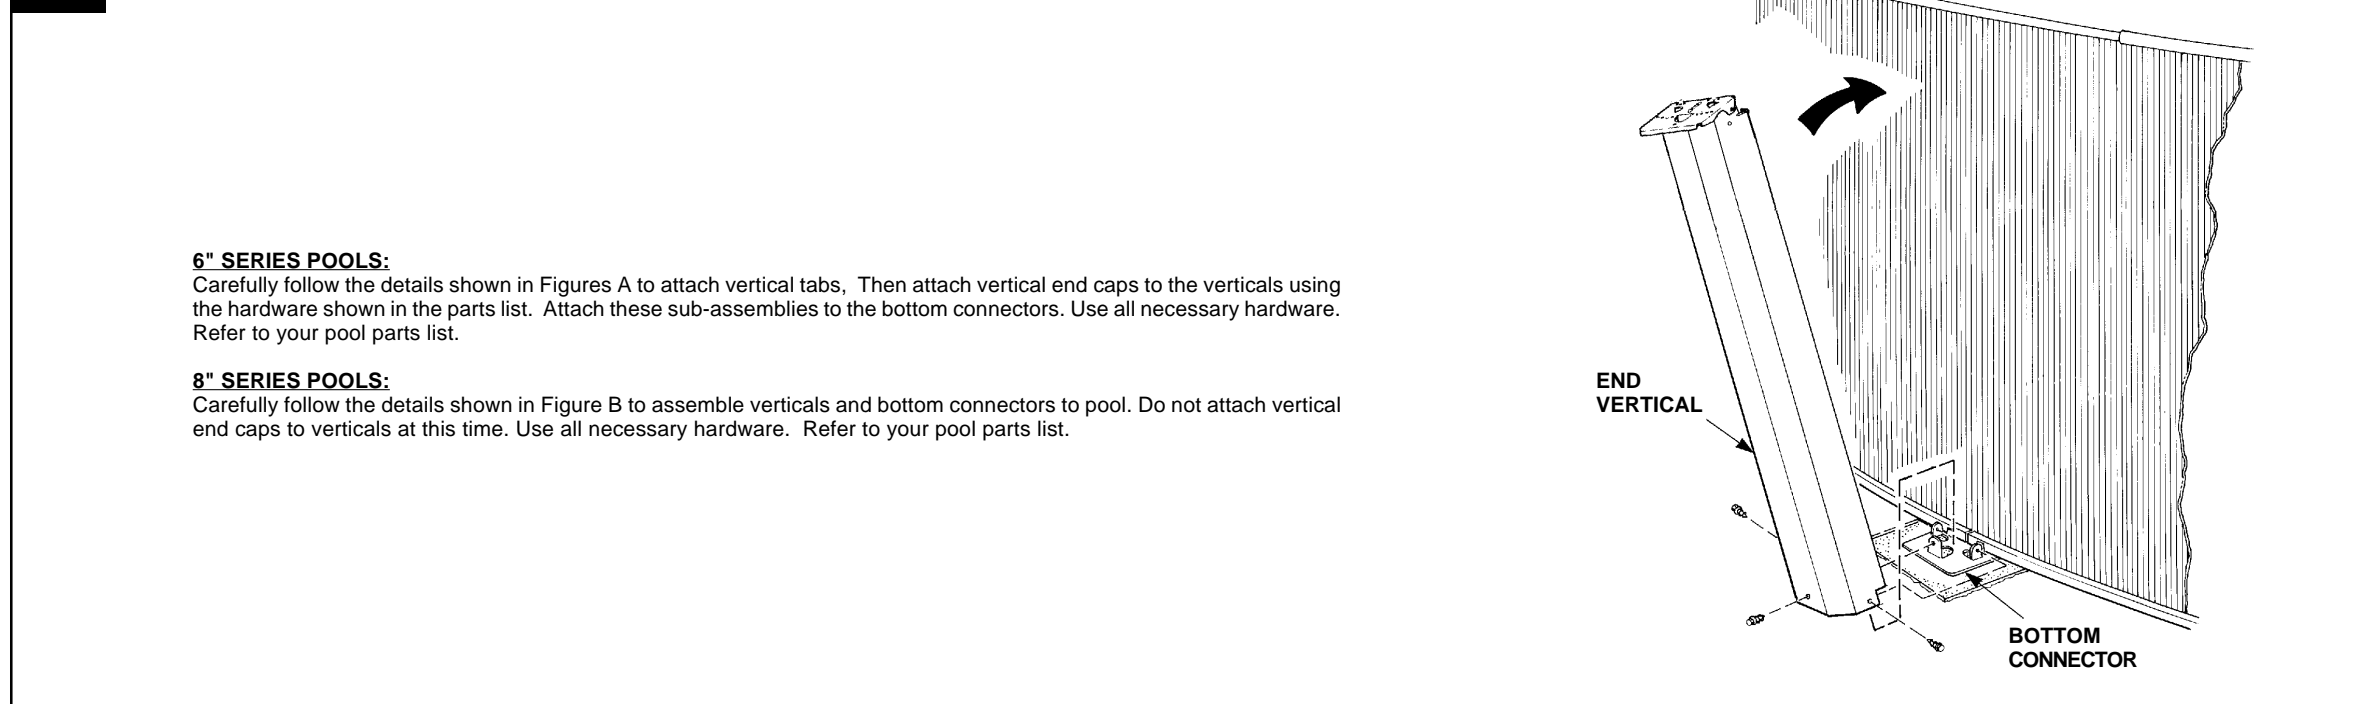 6" SERIES POOLS:
Carefully follow the details shown in Figures A to attach vertical tabs,  Then attach vertical end caps to the verticals using
the hardware shown in the parts list.  Attach these sub-assemblies to the bottom connectors. Use all necessary hardware.
Refer to your pool parts list.
8" SERIES POOLS:
Carefully follow the details shown in Figure B to assemble verticals and bottom connectors to pool. Do not attach vertical
end caps to verticals at this time. Use all necessary hardware.  Refer to your pool parts list.
END
VERTICAL
BOTTOM
CONNECTOR